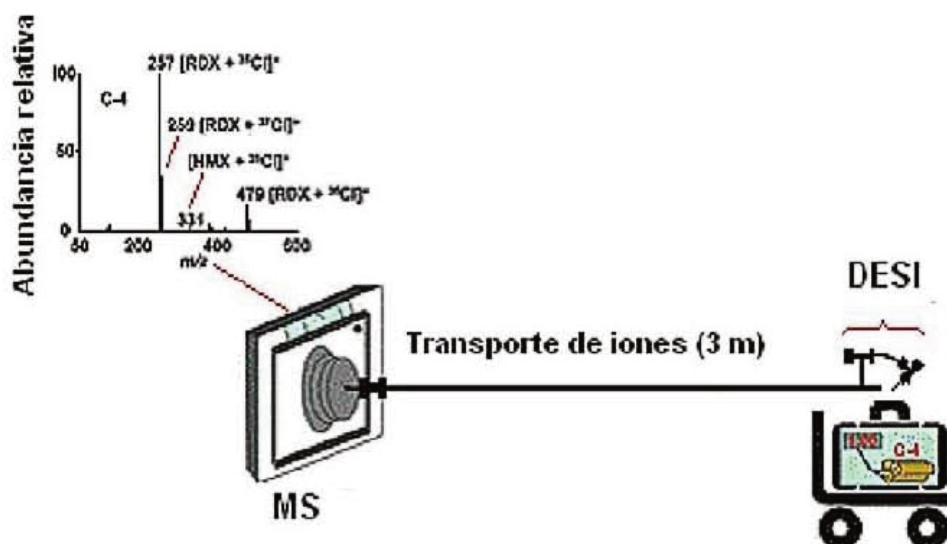 257 [RDX + ³⁵Cl]⁻
Abundancia relativa
100
C-4
259 [RDX + ³⁷Cl]⁻
50
[HMX + ³⁵Cl]⁻
331
479 [RDX + ³⁵Cl]⁻
0
50
200
400
600
m/z
DESI
Transporte de iones (3 m)
C-4
MS